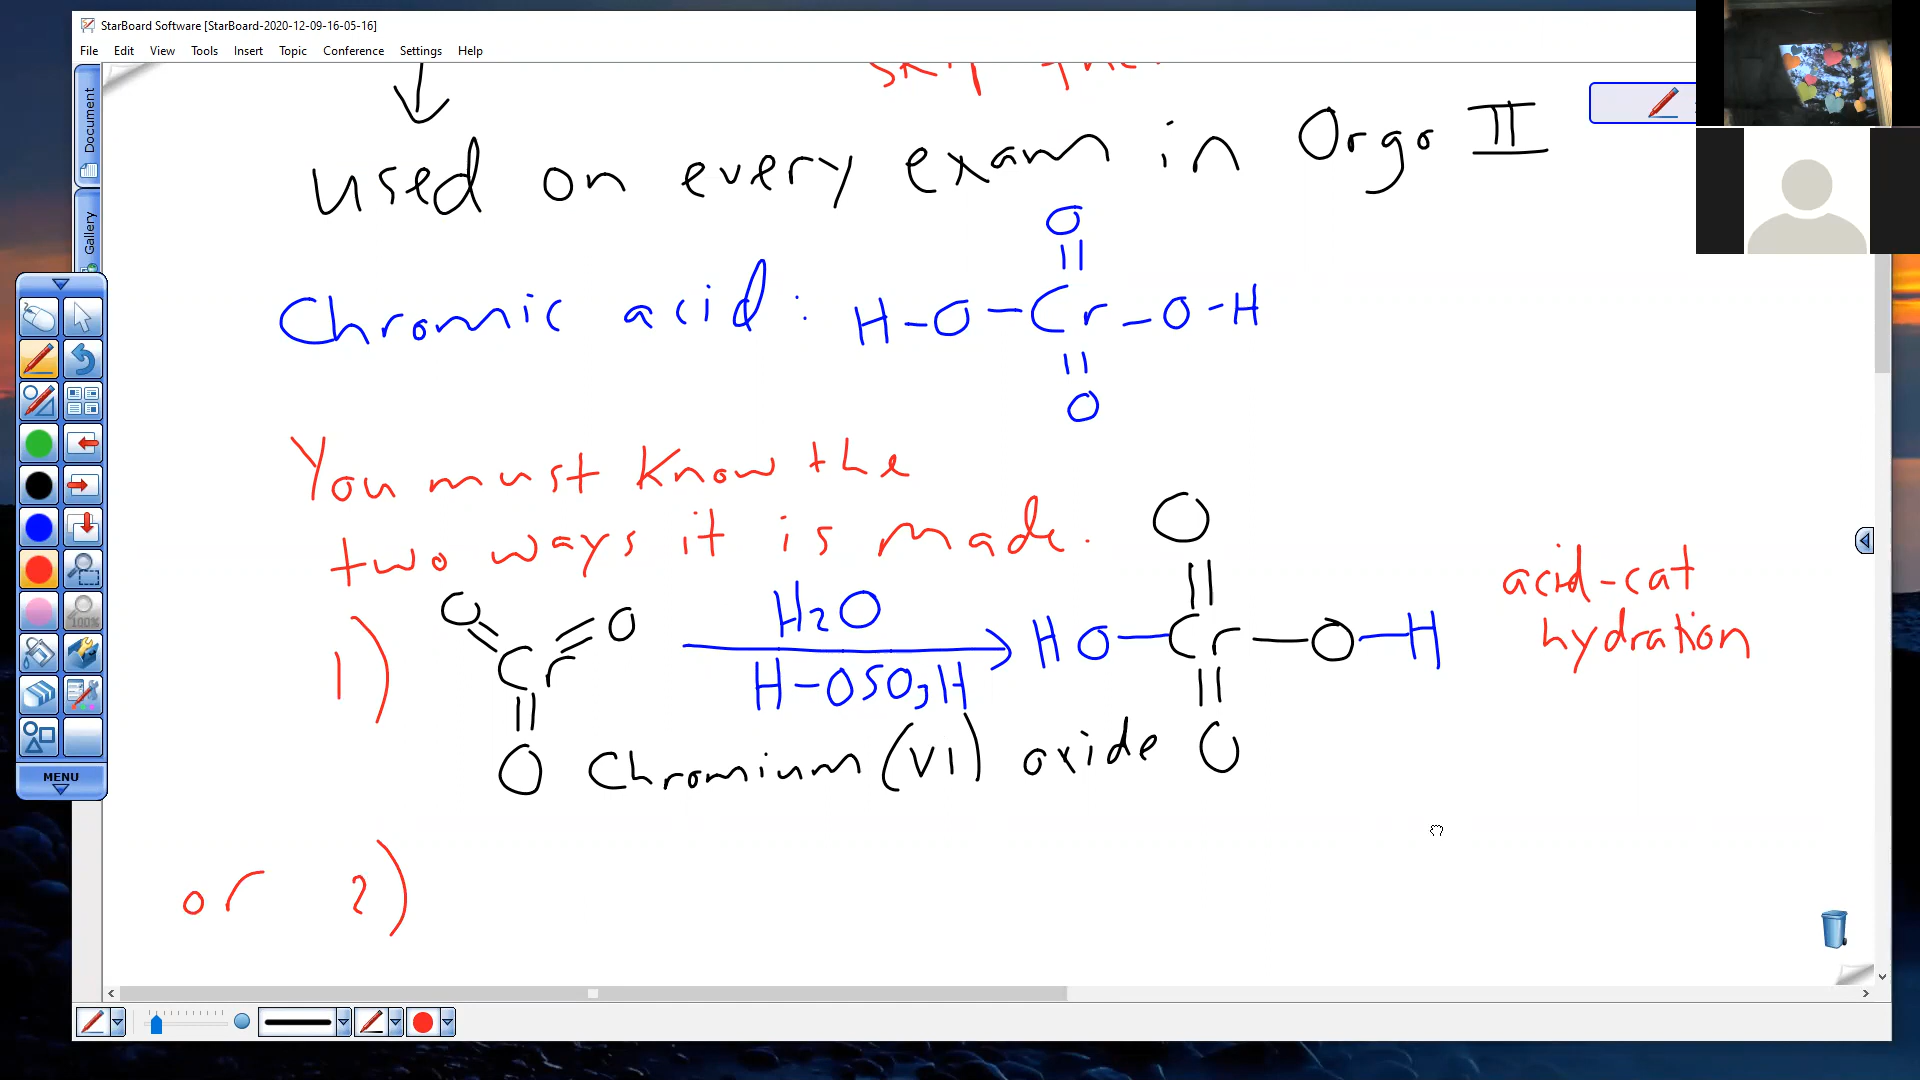 StarBoard Software [StarBoard-2020-12-09-16-05-16]
File Edit View Tools Insert Topic Conference Settings Help
Document
Gallery
used on every exam in Orgo II
Chromic acid: H-O-Cr-O-H
O
O
You must know the
two ways it is made.
1)
O O
Cr
O
H2O
H-OSO3H
O
HO-Cr-O-H
O
acid-cat
hydration
Chromium (VI) oxide
or 2)
100%
MENU